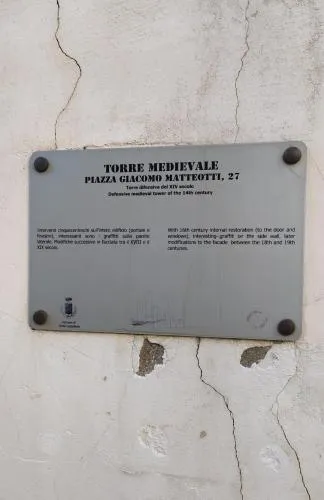 TORRE MEDIEVALE
PIAZZA GIACOMO MATTEOTTI, 27
Torre difensiva del XIV secolo
Defensive medieval tower of the 14th century
Interventi cinquecenteschi sull'intero edificio (portale e
finestre), interessanti sono i graffiti sulla parete
laterale. Modifiche successive in facciata tra il XVIII e il
XIX secolo.
With 16th century internal restoration (to the door and
windows), interesting graffiti on the side wall, later
modifications to the facade between the 18th and 19th
centuries.